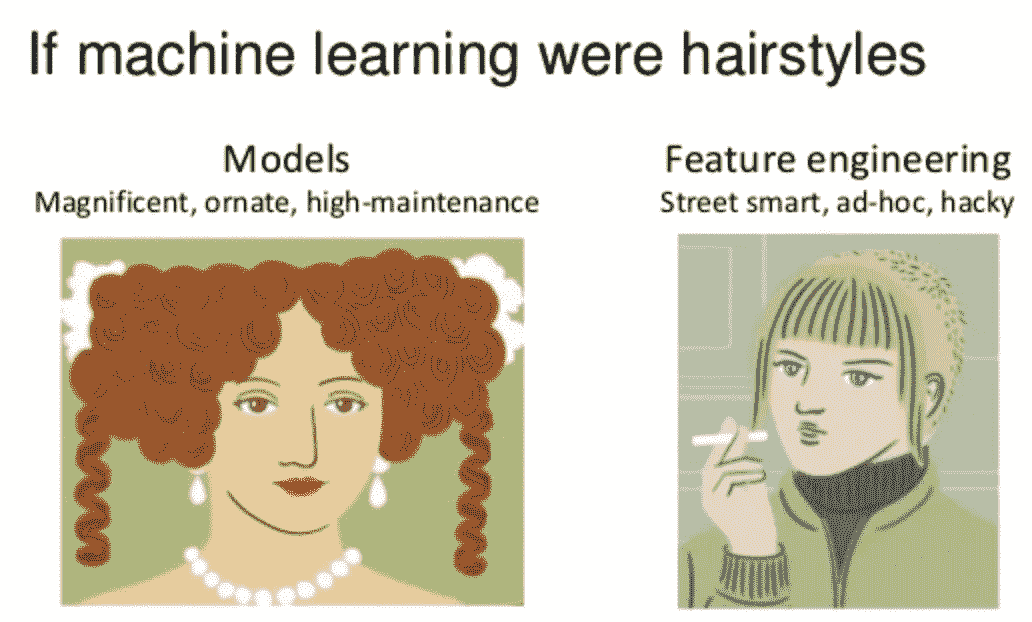 If machine learning were hairstyles
Models
Magnificent, ornate, high-maintenance
Feature engineering
Street smart, ad-hoc, hacky